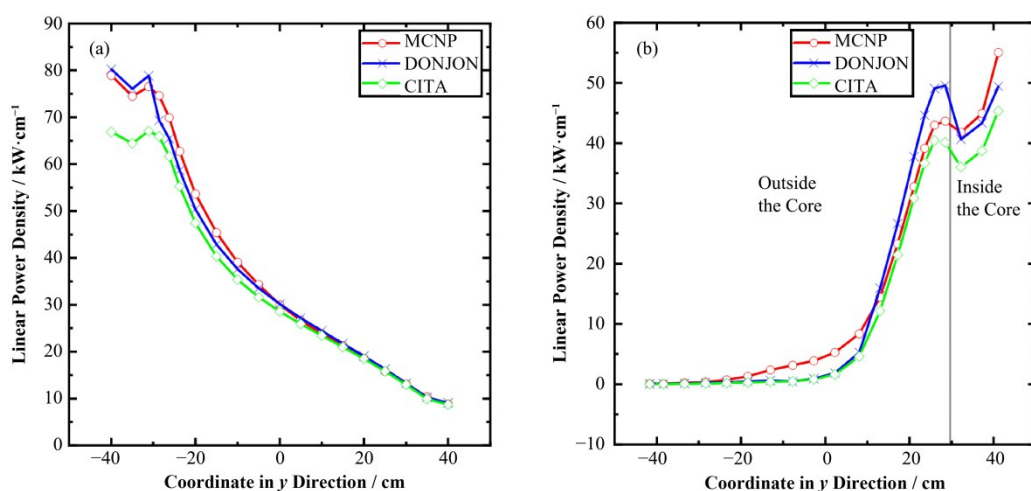 (a)
MCNP
DONJON
CITA
Linear Power Density / kW·cm⁻¹
90
80
70
60
50
40
30
20
10
0
−40
−20
0
20
40
Coordinate in y Direction / cm
(b)
MCNP
DONJON
CITA
Outside
the Core
Inside
the Core
Linear Power Density / kW·cm⁻¹
60
50
40
30
20
10
0
−10
−40
−20
0
20
40
Coordinate in y Direction / cm